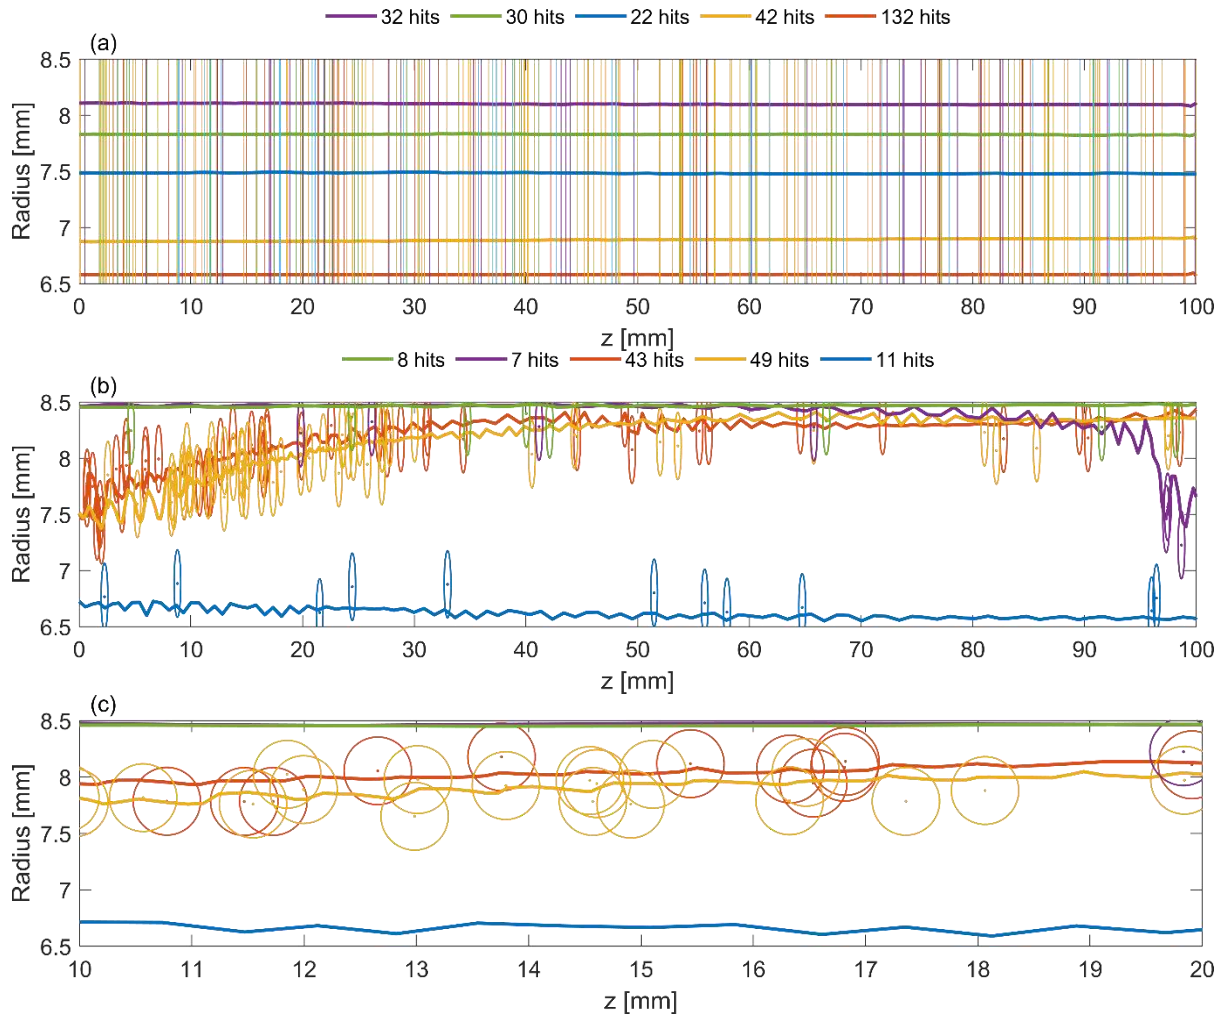 32 hits 30 hits 22 hits 42 hits 132 hits
(a)
8.5
8
7.5
7
6.5
Radius [mm]
0 10 20 30 40 50 60 70 80 90 100
z [mm]
8 hits 7 hits 43 hits 49 hits 11 hits
(b)
8.5
8
7.5
7
6.5
Radius [mm]
0 10 20 30 40 50 60 70 80 90 100
z [mm]
(c)
8.5
8
7.5
7
6.5
Radius [mm]
10 11 12 13 14 15 16 17 18 19 20
z [mm]